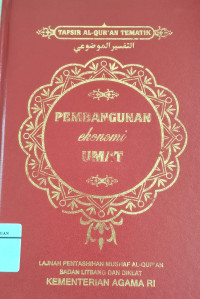 TAFSIR AL-QUR'AN TEMATIK
التفسير الموضوعي
PEMBANGUNAN
ekonomi
UMAT
LAJNAH PENTASHIHAN MUSHAF AL-QUR'AN
BADAN LITBANG DAN DIKLAT
KEMENTERIAN AGAMA RI